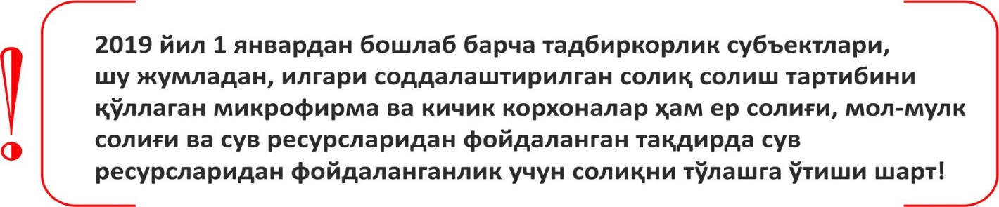 2019 йил 1 январдан бошлаб барча тадбиркорлик субъектлари,
шу жумладан, илгари соддалаштирилган солиқ солиш тартибини
қўллаган микрофирма ва кичик корхоналар ҳам ер солиғи, мол-мулк
солиғи ва сув ресурсларидан фойдаланган тақдирда сув
ресурсларидан фойдаланганлик учун солиқни тўлашга ўтиши шарт!